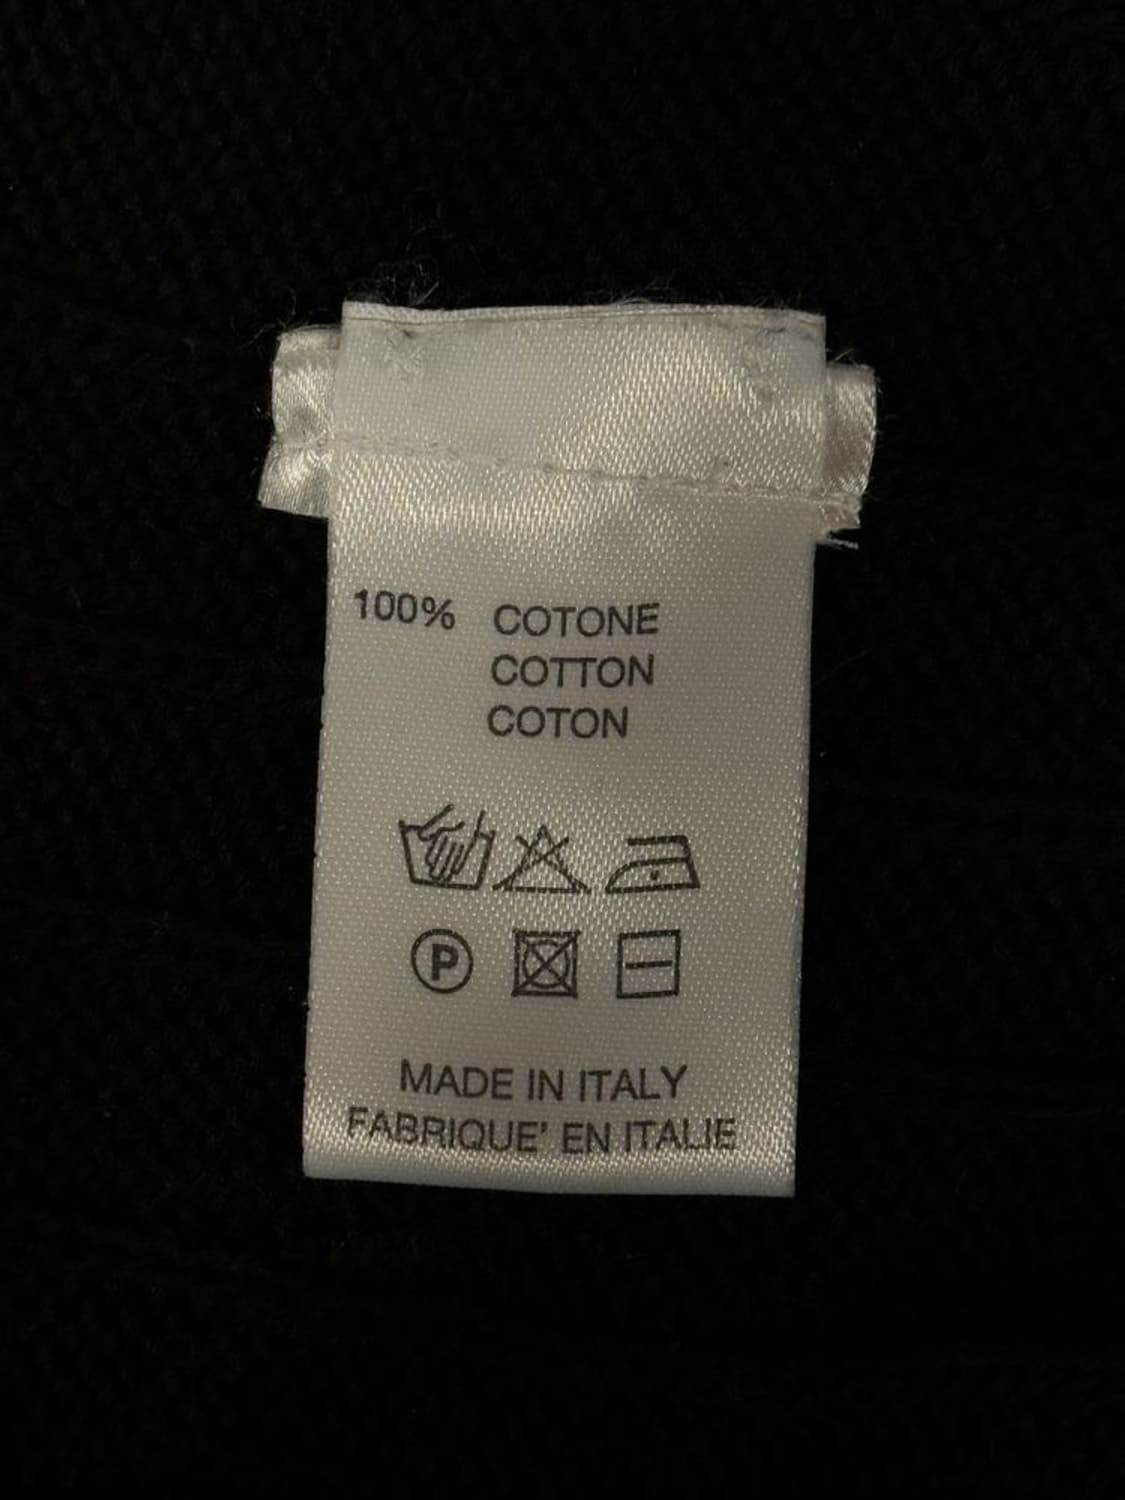 100% COTONE
COTTON
COTON
P
MADE IN ITALY
FABRIQUE' EN ITALIE